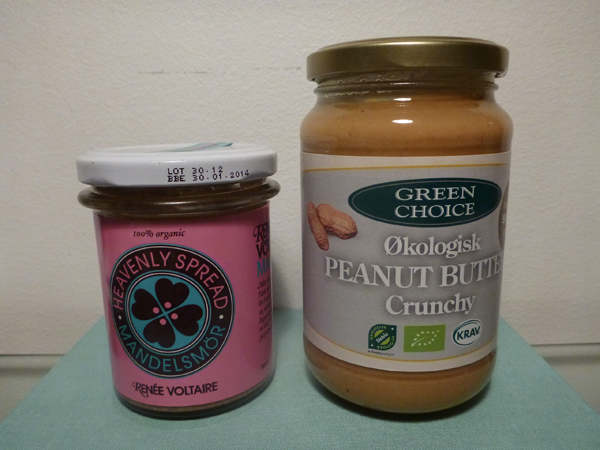 LOT 30.12
BBE 30.01.2014
100% organic
HEAVENLY SPREAD
MANDELSMÖR
RENÉE VOLTAIRE
GREEN
CHOICE
Økologisk
PEANUT BUTTE
Crunchy
KRAV